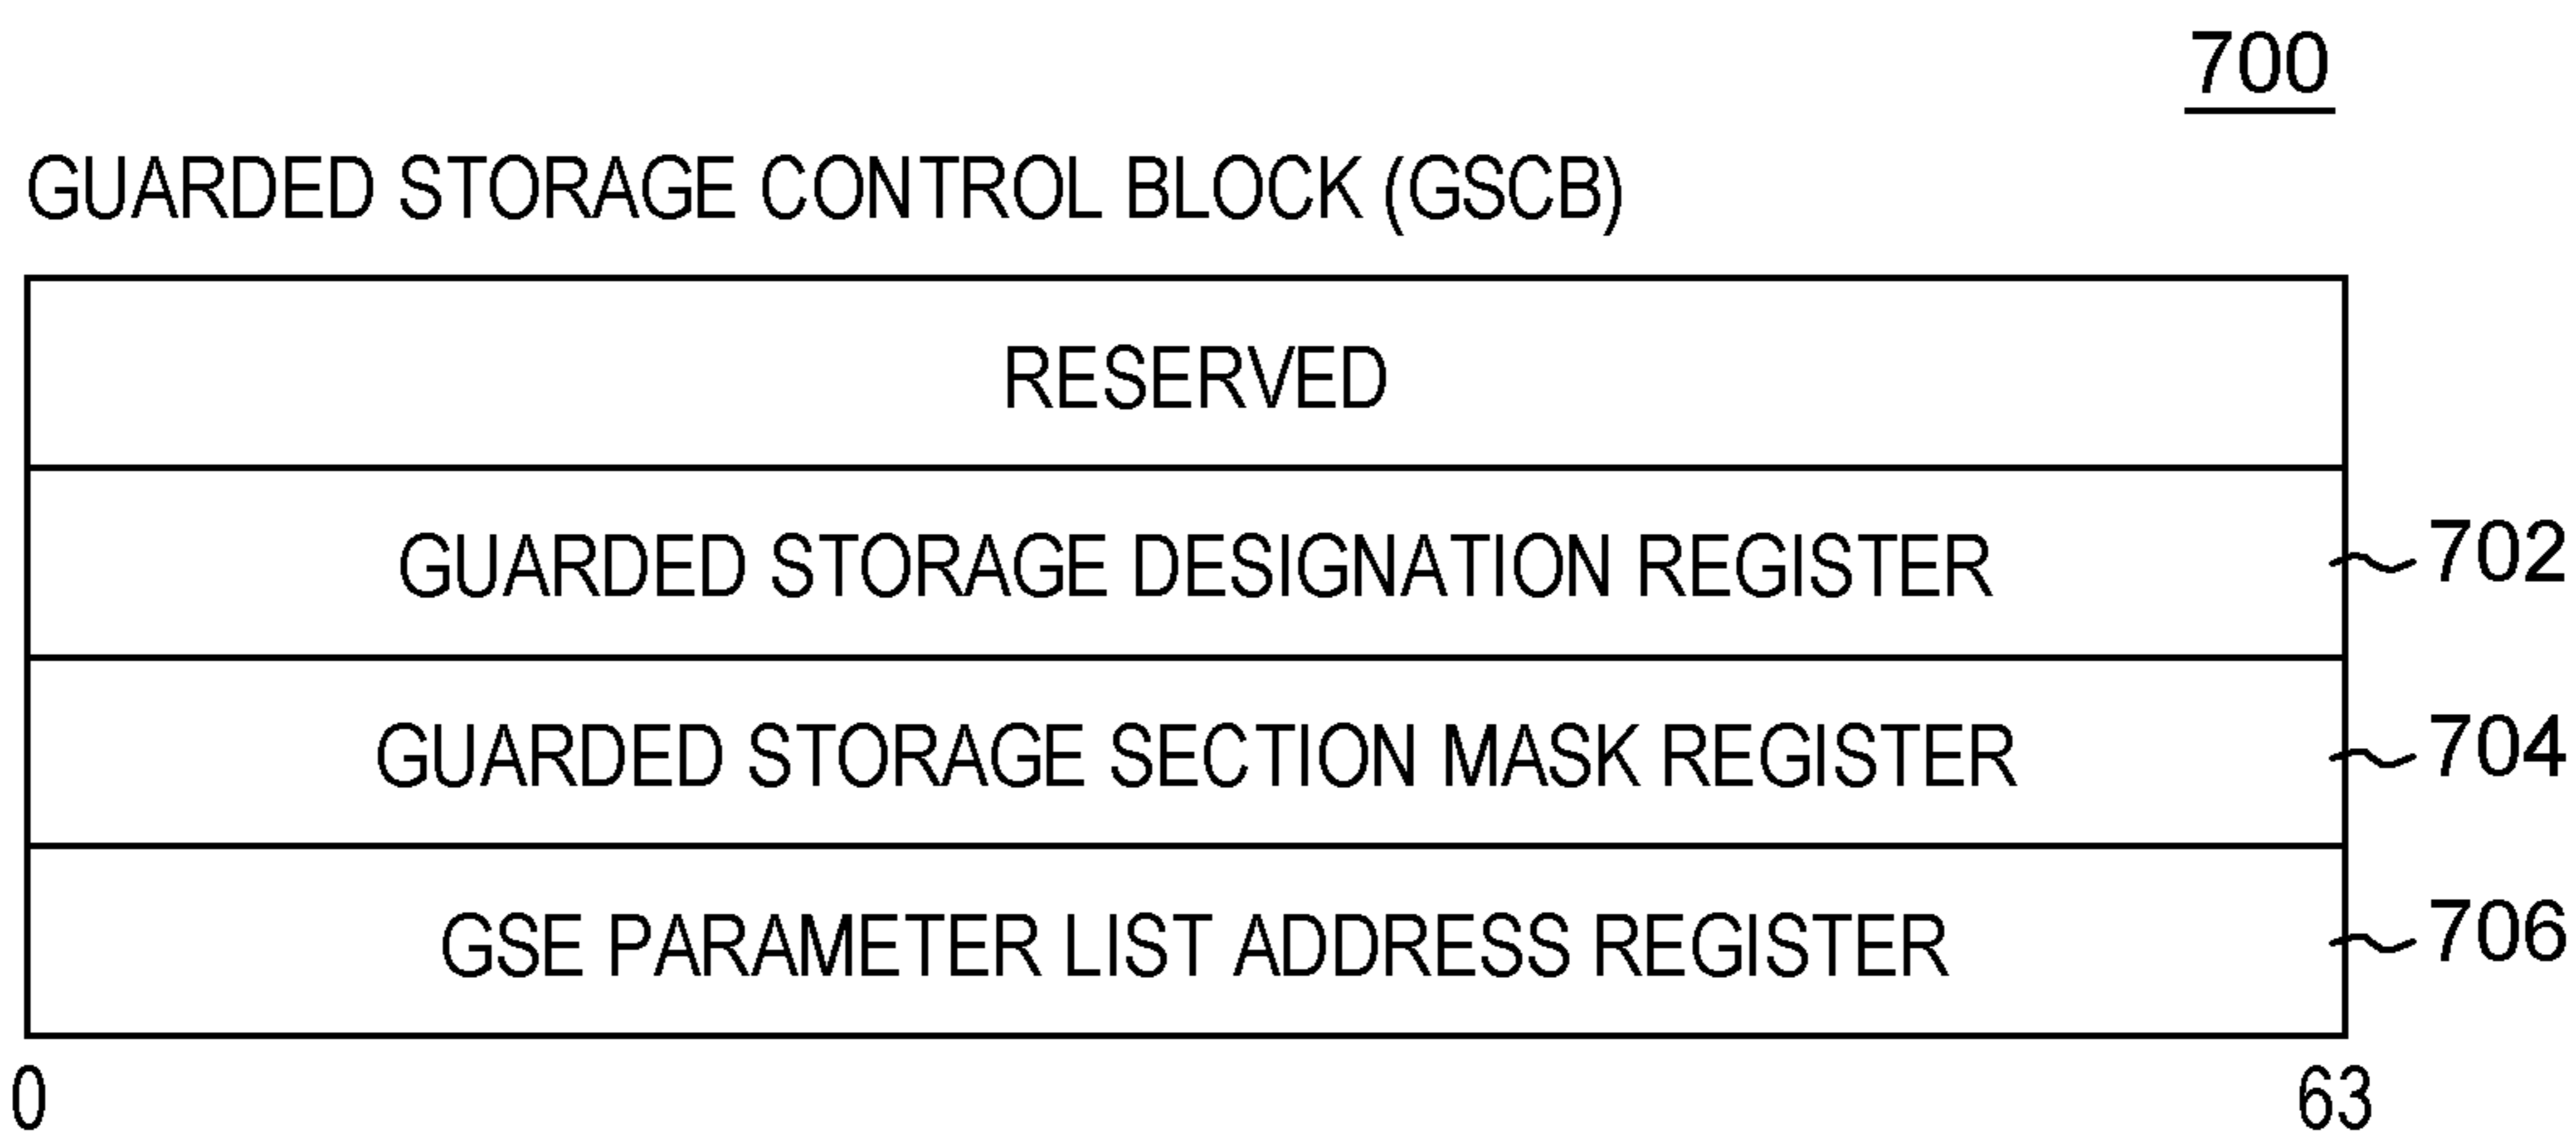 700
GUARDED STORAGE CONTROL BLOCK (GSCB)
RESERVED
GUARDED STORAGE DESIGNATION REGISTER 702
GUARDED STORAGE SECTION MASK REGISTER 704
GSE PARAMETER LIST ADDRESS REGISTER 706
0 63